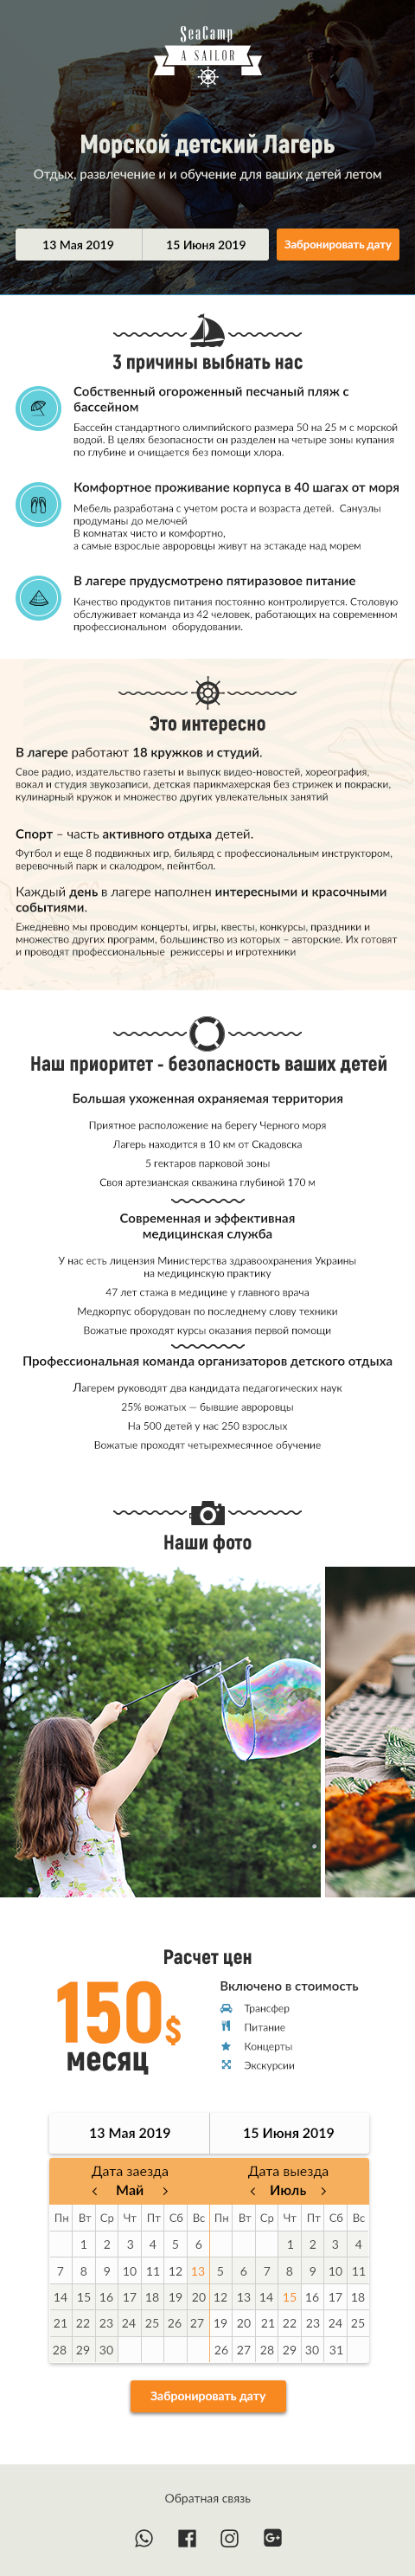 SeaCamp
A SAILOR
Морской детский Лагерь
Отдых, развлечение и и обучение для ваших детей летом
13 Мая 2019 15 Июня 2019 Забронировать дату
3 причины выбнать нас
Собственный огороженный песчаный пляж с
бассейном
Бассейн стандартного олимпийского размера 50 на 25 м с морской
водой. В целях безопасности он разделен на четыре зоны купания
по глубине и очищается без помощи хлора.
Комфортное проживание корпуса в 40 шагах от моря
Мебель разработана с учетом роста и возраста детей. Санузлы
продуманы до мелочей
В комнатах чисто и комфортно,
а самые взрослые авроровцы живут на эстакаде над морем
В лагере прудусмотрено пятиразовое питание
Качество продуктов питания постоянно контролируется. Столовую
обслуживает команда из 42 человек, работающих на современном
профессиональном оборудовании.
Это интересно
В лагере работают 18 кружков и студий.
Свое радио, издательство газеты и выпуск видео-новостей, хореография,
вокал и студия звукозаписи, детская парикмахерская без стрижек и покраски,
кулинарный кружок и множество других увлекательных занятий
Спорт – часть активного отдыха детей.
Футбол и еще 8 подвижных игр, бильярд с профессиональным инструктором,
веревочный парк и скалодром, пейнтбол.
Каждый день в лагере наполнен интересными и красочными
событиями.
Ежедневно мы проводим концерты, игры, квесты, конкурсы, праздники и
множество других программ, большинство из которых – авторские. Их готовят
и проводят профессиональные режиссеры и игротехники
Наш приоритет - безопасность ваших детей
Большая ухоженная охраняемая территория
Приятное расположение на берегу Черного моря
Лагерь находится в 10 км от Скадовска
5 гектаров парковой зоны
Своя артезианская скважина глубиной 170 м
Современная и эффективная
медицинская служба
У нас есть лицензия Министерства здравоохранения Украины
на медицинскую практику
47 лет стажа в медицине у главного врача
Медкорпус оборудован по последнему слову техники
Вожатые проходят курсы оказания первой помощи
Профессиональная команда организаторов детского отдыха
Лагерем руководят два кандидата педагогических наук
25% вожатых — бывшие авроровцы
На 500 детей у нас 250 взрослых
Вожатые проходят четырехмесячное обучение
Наши фото
Расчет цен
150$
месяц
Включено в стоимость
Трансфер
Питание
Концерты
Экскурсии
13 Мая 2019 15 Июня 2019
Дата заезда Дата выезда
< Май > < Июль >
Пн Вт Ср Чт Пт Сб Вс Пн Вт Ср Чт Пт Сб Вс
1 2 3 4 5 6 1 2 3 4
7 8 9 10 11 12 13 5 6 7 8 9 10 11
14 15 16 17 18 19 20 12 13 14 15 16 17 18
21 22 23 24 25 26 27 19 20 21 22 23 24 25
28 29 30 26 27 28 29 30 31
Забронировать дату
Обратная связь
G+